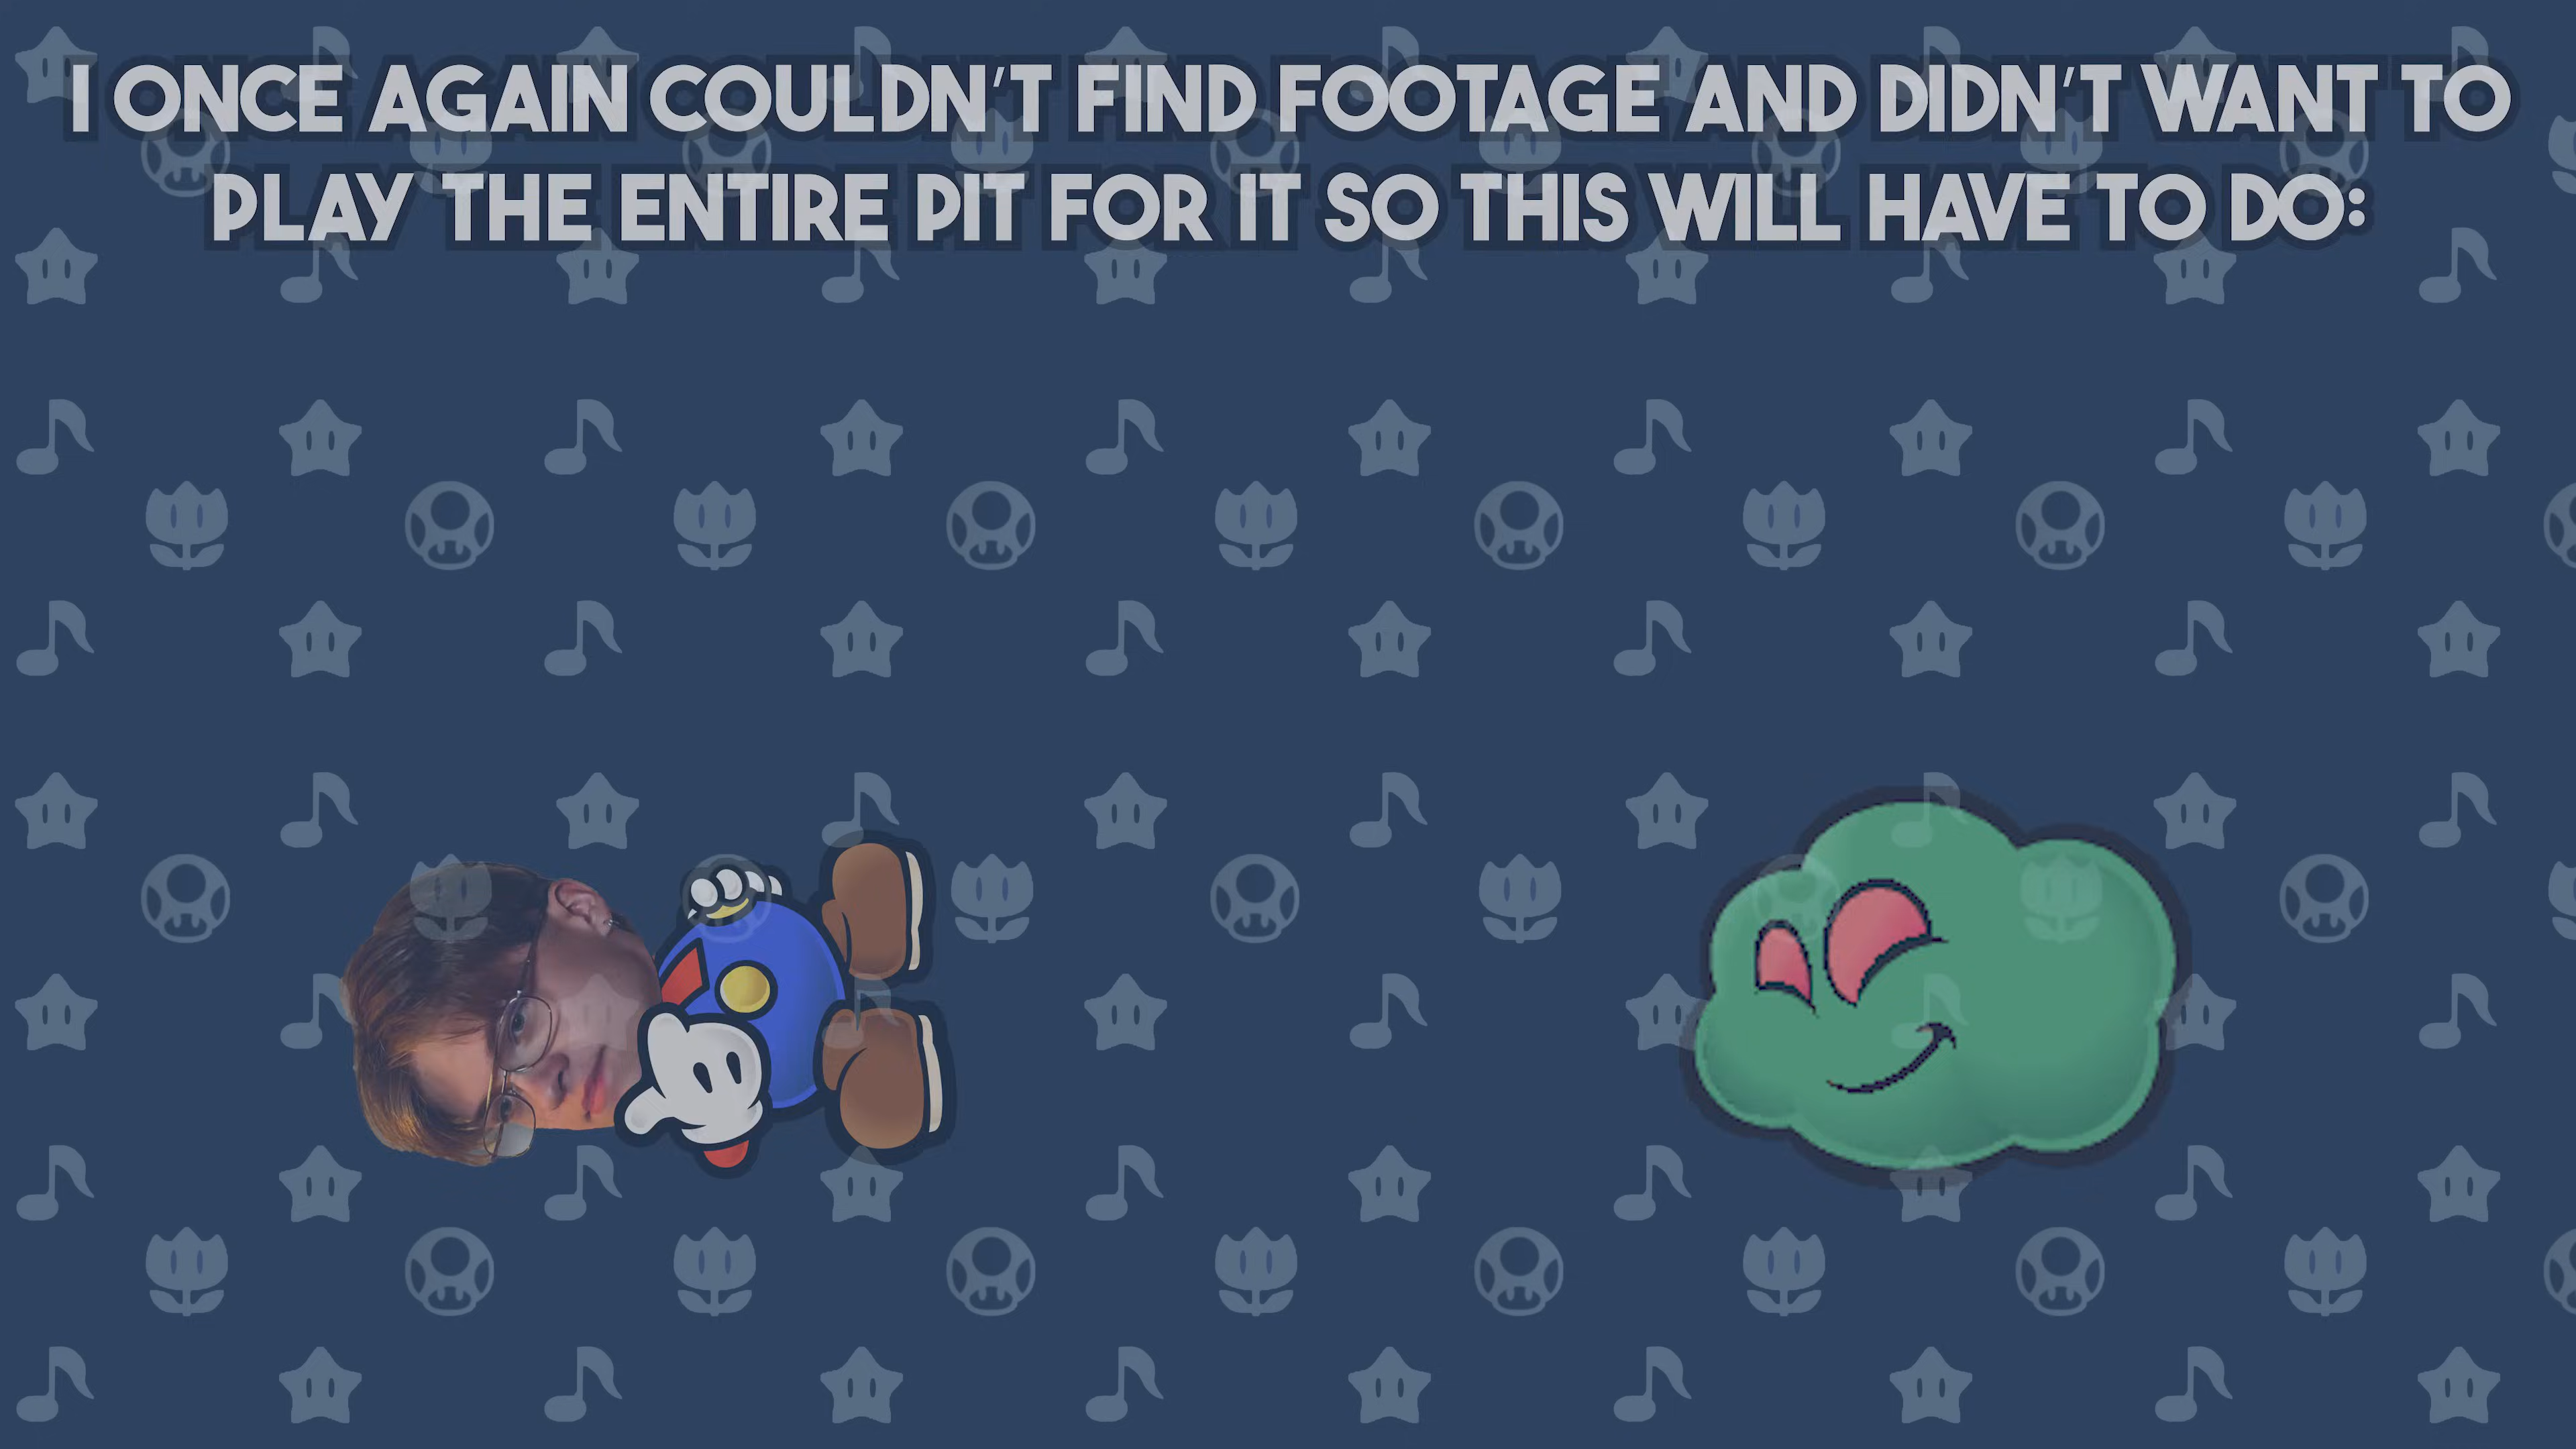 I ONCE AGAIN COULDN'T FIND FOOTAGE AND DIDN'T WANT TO
PLAY THE ENTIRE PIT FOR IT SO THIS WILL HAVE TO DO: